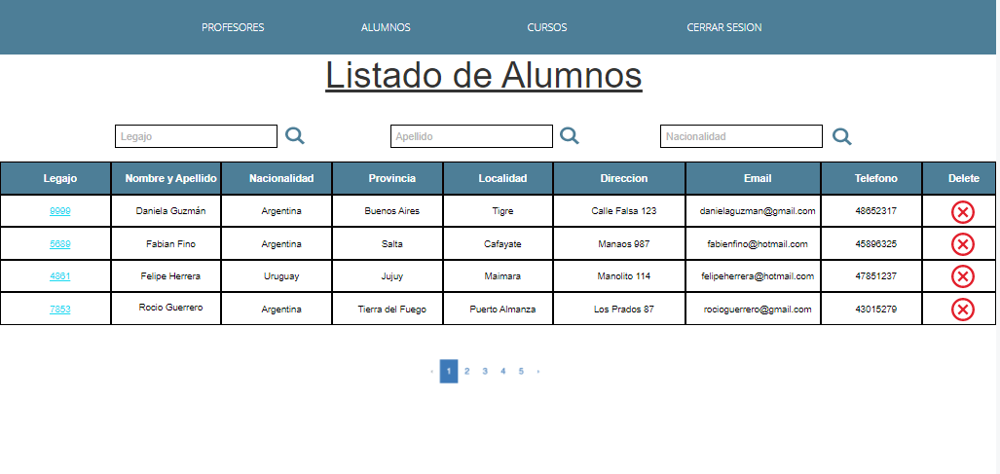 PROFESORES ALUMNOS CURSOS CERRAR SESION
Listado de Alumnos
Legajo Apellido Nacionalidad
Legajo Nombre y Apellido Nacionalidad Provincia Localidad Direccion Email Telefono Delete
9999 Daniela Guzmán Argentina Buenos Aires Tigre Calle Falsa 123 danielaguzman@gmail.com 48652317
5689 Fabian Fino Argentina Salta Cafayate Manaos 987 fabienfino@hotmail.com 45896325
4861 Felipe Herrera Uruguay Jujuy Maimara Manolito 114 felipeherrera@hotmail.com 47851237
7853 Rocio Guerrero Argentina Tierra del Fuego Puerto Almanza Los Prados 87 rocioguerrero@gmail.com 43015279
‹ 1 2 3 4 5 ›